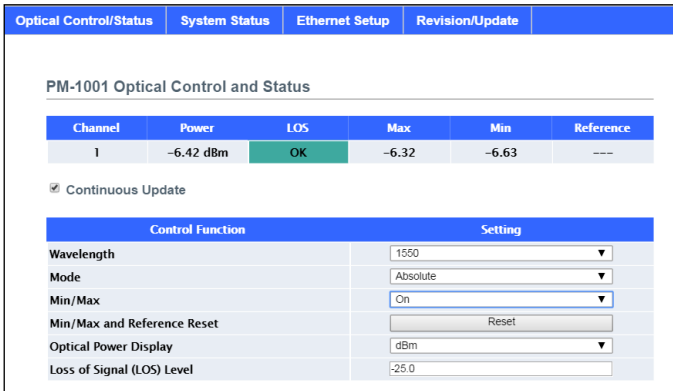 Optical Control/Status System Status Ethernet Setup Revision/Update
PM-1001 Optical Control and Status
Channel Power LOS Max Min Reference
1 −6.42 dBm OK −6.32 −6.63 ---
Continuous Update
Control Function Setting
Wavelength 1550
Mode Absolute
Min/Max On
Min/Max and Reference Reset Reset
Optical Power Display dBm
Loss of Signal (LOS) Level -25.0